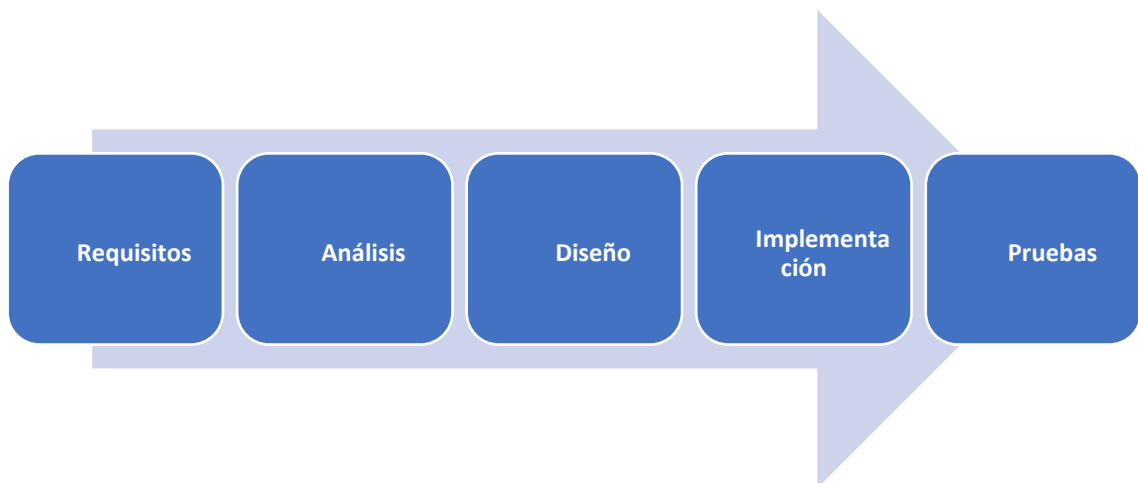 Requisitos
Análisis
Diseño
Implementa
ción
Pruebas